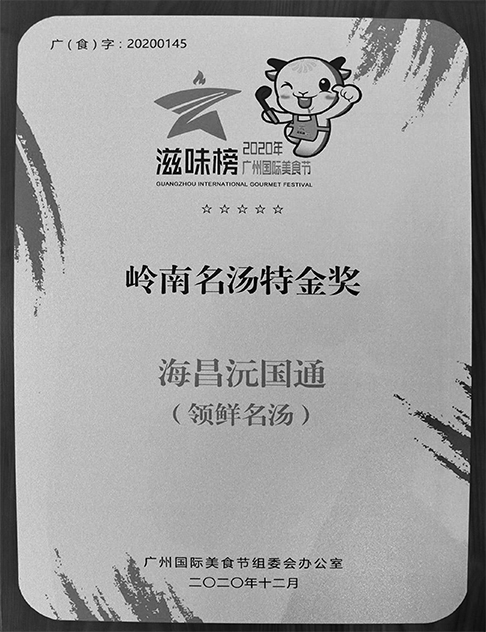 广(食)字:20200145
滋味榜
2020年
广州国际美食节
GUANGZHOU INTERNATIONAL GOURMET FESTIVAL
☆☆☆☆☆
岭南名汤特金奖
海昌沅国通
(领鲜名汤)
广州国际美食节组委会办公室
二〇二〇年十二月